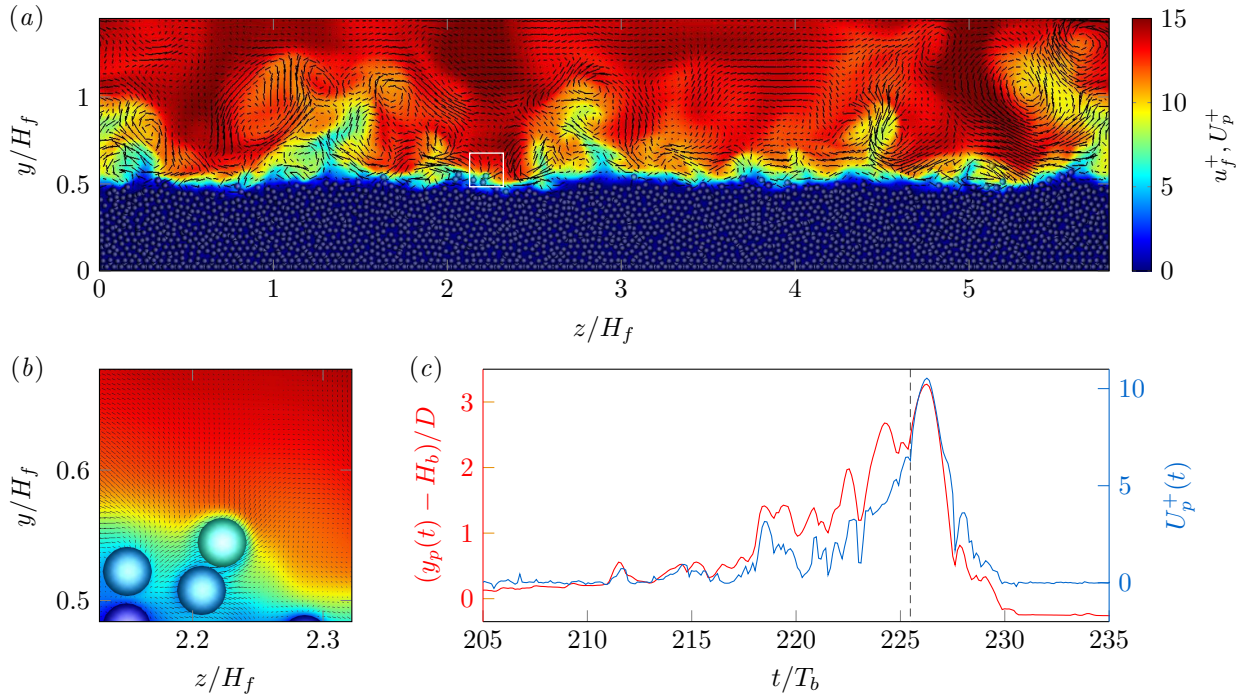 (a)
15
10
5
0
u_f^+, U_p^+
1
0.5
0
y/H_f
0 1 2 3 4 5
z/H_f
(b)
0.6
0.5
y/H_f
2.2 2.3
z/H_f
(c)
3
2
1
0
(y_p(t) − H_b)/D
10
5
0
U_p^+(t)
205 210 215 220 225 230 235
t/T_b